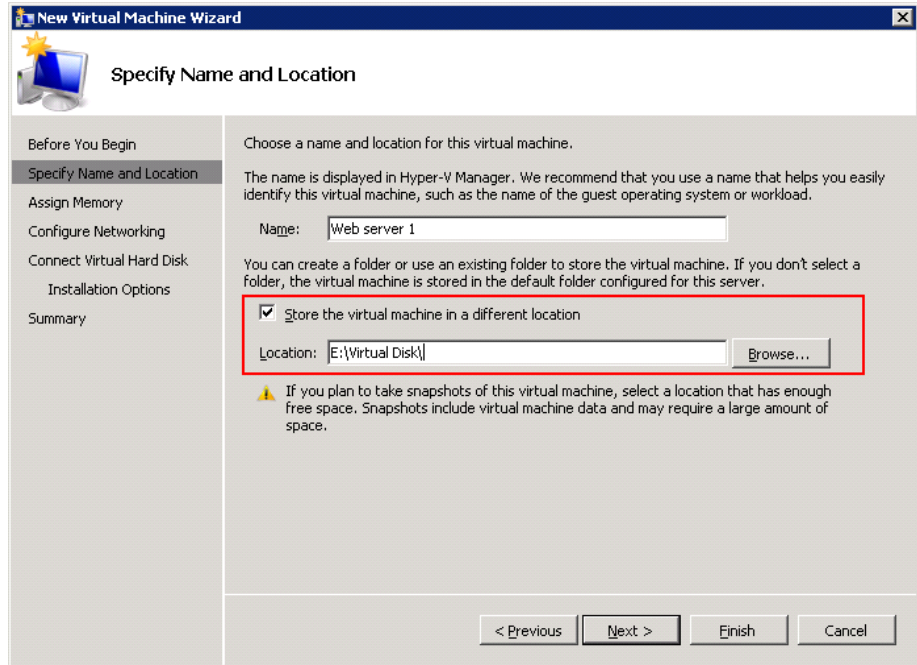 New Virtual Machine Wizard
Specify Name and Location
Before You Begin
Specify Name and Location
Assign Memory
Configure Networking
Connect Virtual Hard Disk
Installation Options
Summary
Choose a name and location for this virtual machine.
The name is displayed in Hyper-V Manager. We recommend that you use a name that helps you easily
identify this virtual machine, such as the name of the guest operating system or workload.
Name: Web server 1
You can create a folder or use an existing folder to store the virtual machine. If you don't select a
folder, the virtual machine is stored in the default folder configured for this server.
Store the virtual machine in a different location
Location: E:\Virtual Disk\
Browse...
If you plan to take snapshots of this virtual machine, select a location that has enough
free space. Snapshots include virtual machine data and may require a large amount of
space.
< Previous
Next >
Finish
Cancel